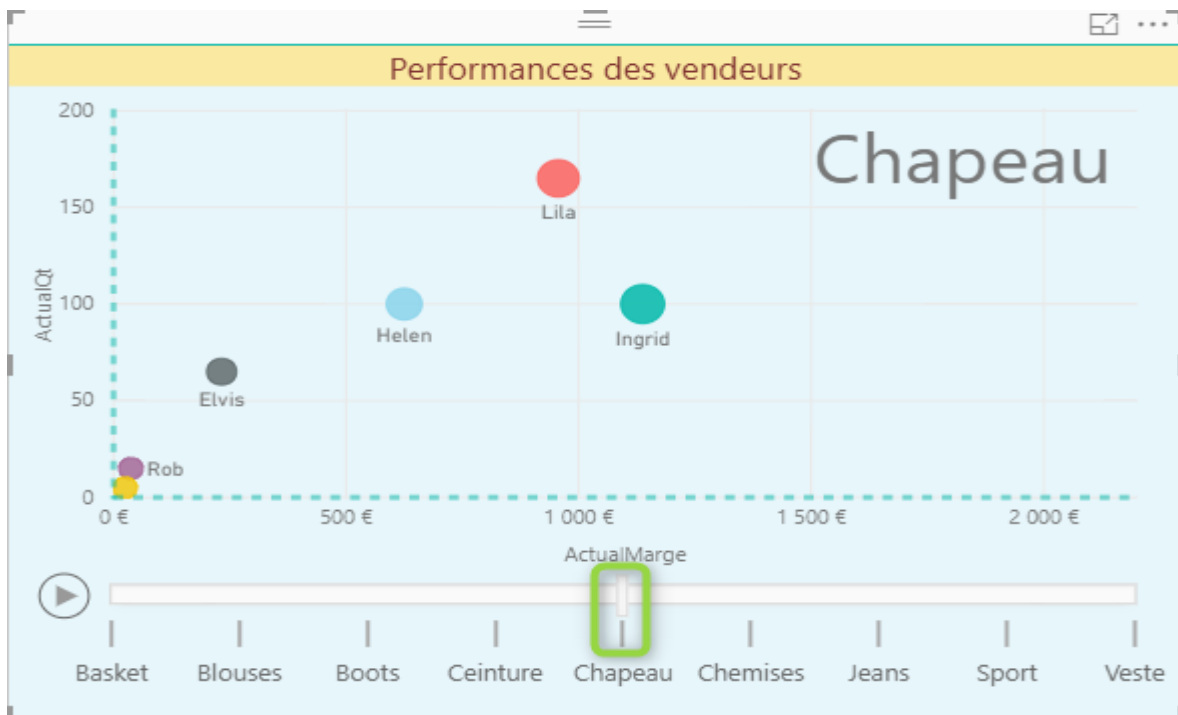 Performances des vendeurs
200
Chapeau
150
Lila
ActualQt
100
Helen
Ingrid
50
Elvis
Rob
0
0 € 500 € 1 000 € 1 500 € 2 000 €
ActualMarge
Basket Blouses Boots Ceinture Chapeau Chemises Jeans Sport Veste